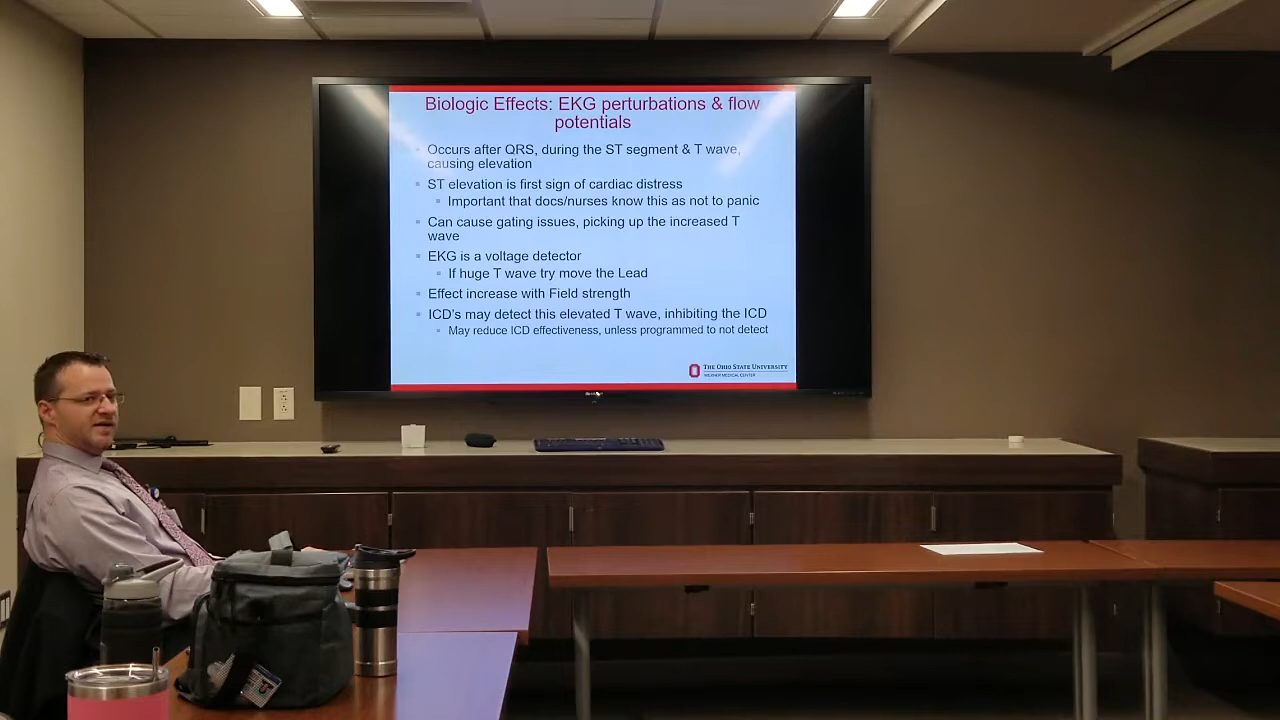 Biologic Effects: EKG perturbations & flow
potentials
Occurs after QRS, during the ST segment & T wave,
causing elevation
ST elevation is first sign of cardiac distress
Important that docs/nurses know this as not to panic
Can cause gating issues, picking up the increased T
wave
EKG is a voltage detector
If huge T wave try move the Lead
Effect increase with Field strength
ICD's may detect this elevated T wave, inhibiting the ICD
May reduce ICD effectiveness, unless programmed to not detect
THE OHIO STATE UNIVERSITY
WEXNER MEDICAL CENTER